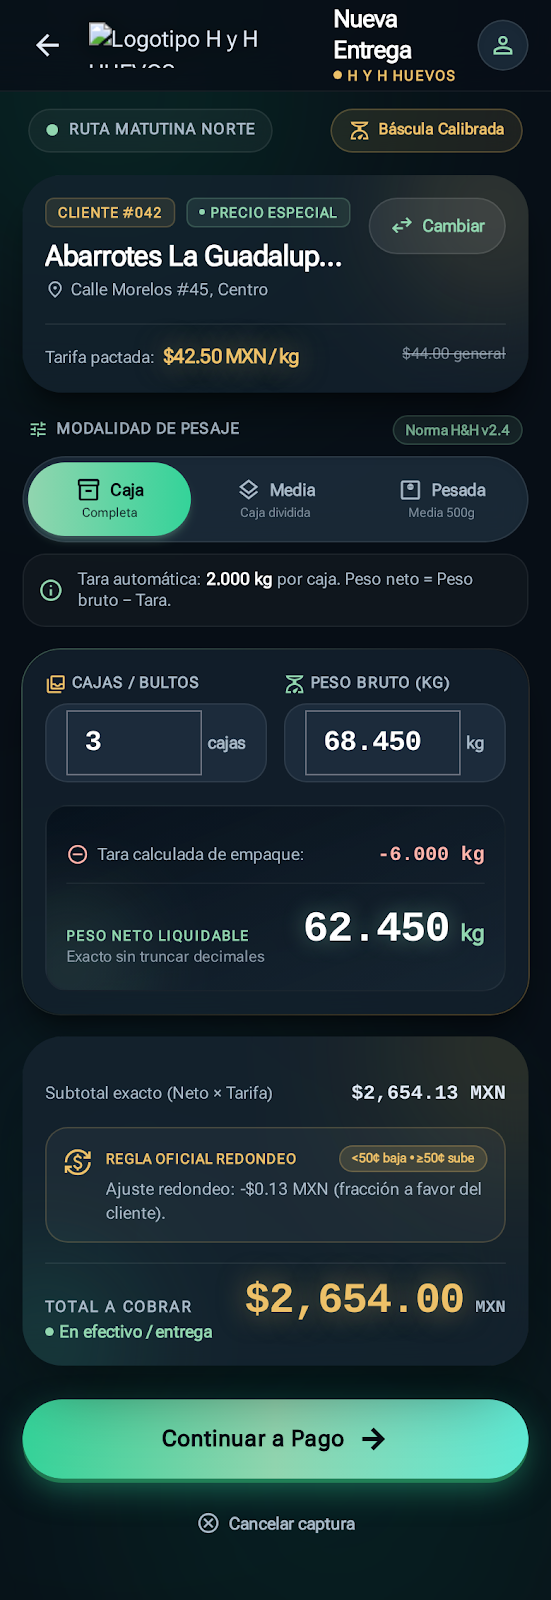 Logotipo H y H
Nueva
Entrega
H Y H HUEVOS
RUTA MATUTINA NORTE
Báscula Calibrada
CLIENTE #042
• PRECIO ESPECIAL
Cambiar
Abarrotes La Guadalup...
Calle Morelos #45, Centro
Tarifa pactada: $42.50 MXN / kg
$44.00 general
MODALIDAD DE PESAJE
Norma H&H v2.4
Caja
Completa
Media
Caja dividida
Pesada
Media 500g
Tara automática: 2.000 kg por caja. Peso neto = Peso
bruto − Tara.
CAJAS / BULTOS
PESO BRUTO (KG)
3 cajas
68.450 kg
Tara calculada de empaque: -6.000 kg
PESO NETO LIQUIDABLE
Exacto sin truncar decimales
62.450 kg
Subtotal exacto (Neto × Tarifa) $2,654.13 MXN
REGLA OFICIAL REDONDEO
<50¢ baja • ≥50¢ sube
Ajuste redondeo: -$0.13 MXN (fracción a favor del
cliente).
TOTAL A COBRAR
$2,654.00 MXN
En efectivo / entrega
Continuar a Pago
Cancelar captura